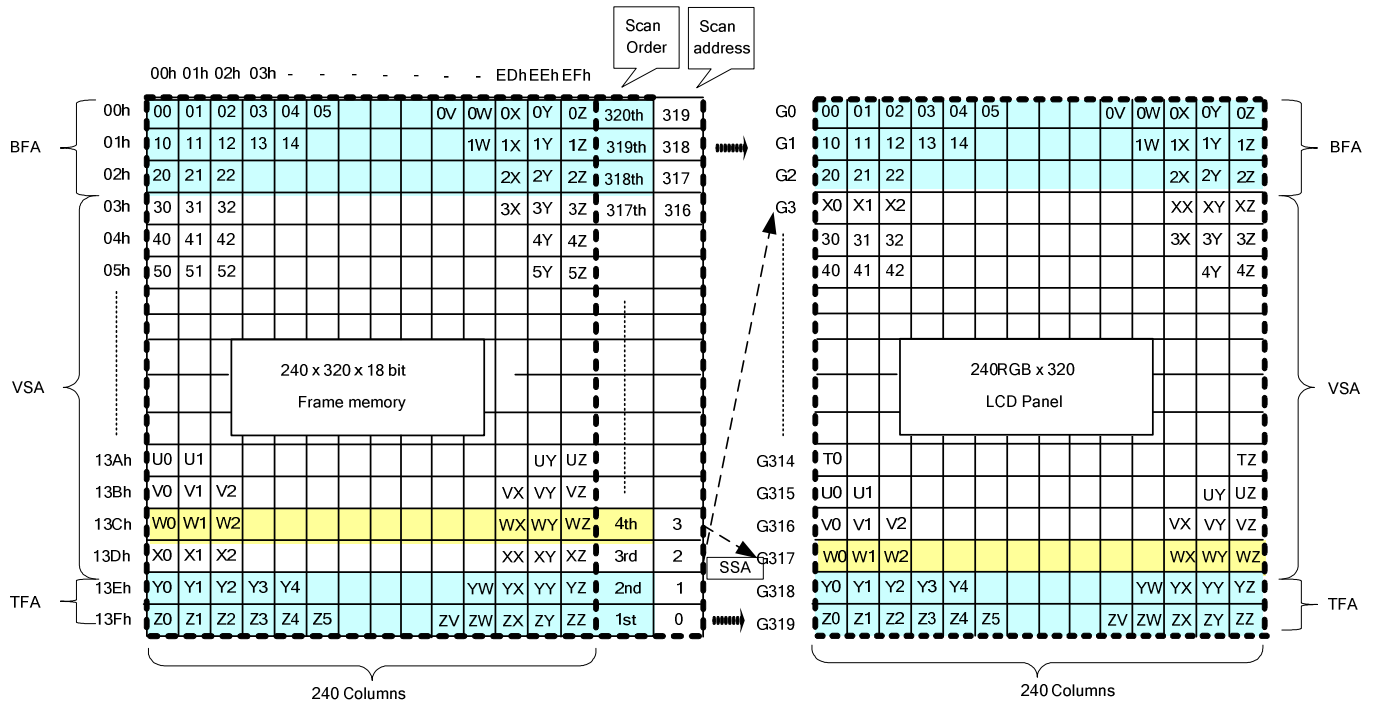 Scan Order
Scan address
00h 01h 02h 03h - - - - - - - EDh EEh EFh
BFA
VSA
TFA
00h 00 01 02 03 04 05 0V 0W 0X 0Y 0Z 320th 319
01h 10 11 12 13 14 1W 1X 1Y 1Z 319th 318
02h 20 21 22 2X 2Y 2Z 318th 317
03h 30 31 32 3X 3Y 3Z 317th 316
04h 40 41 42 4Y 4Z
05h 50 51 52 5Y 5Z
240 x 320 x 18 bit
Frame memory
13Ah U0 U1 UY UZ
13Bh V0 V1 V2 VX VY VZ
13Ch W0 W1 W2 WX WY WZ 4th 3
13Dh X0 X1 X2 XX XY XZ 3rd 2
13Eh Y0 Y1 Y2 Y3 Y4 YW YX YY YZ 2nd 1
13Fh Z0 Z1 Z2 Z3 Z4 Z5 ZV ZW ZX ZY ZZ 1st 0
240 Columns
SSA
G0 00 01 02 03 04 05 0V 0W 0X 0Y 0Z
G1 10 11 12 13 14 1W 1X 1Y 1Z
G2 20 21 22 2X 2Y 2Z
G3 X0 X1 X2 XX XY XZ
30 31 32 3X 3Y 3Z
40 41 42 4Y 4Z
240RGB x 320
LCD Panel
G314 T0 TZ
G315 U0 U1 UY UZ
G316 V0 V1 V2 VX VY VZ
G317 W0 W1 W2 WX WY WZ
G318 Y0 Y1 Y2 Y3 Y4 YW YX YY YZ
G319 Z0 Z1 Z2 Z3 Z4 Z5 ZV ZW ZX ZY ZZ
BFA
VSA
TFA
240 Columns